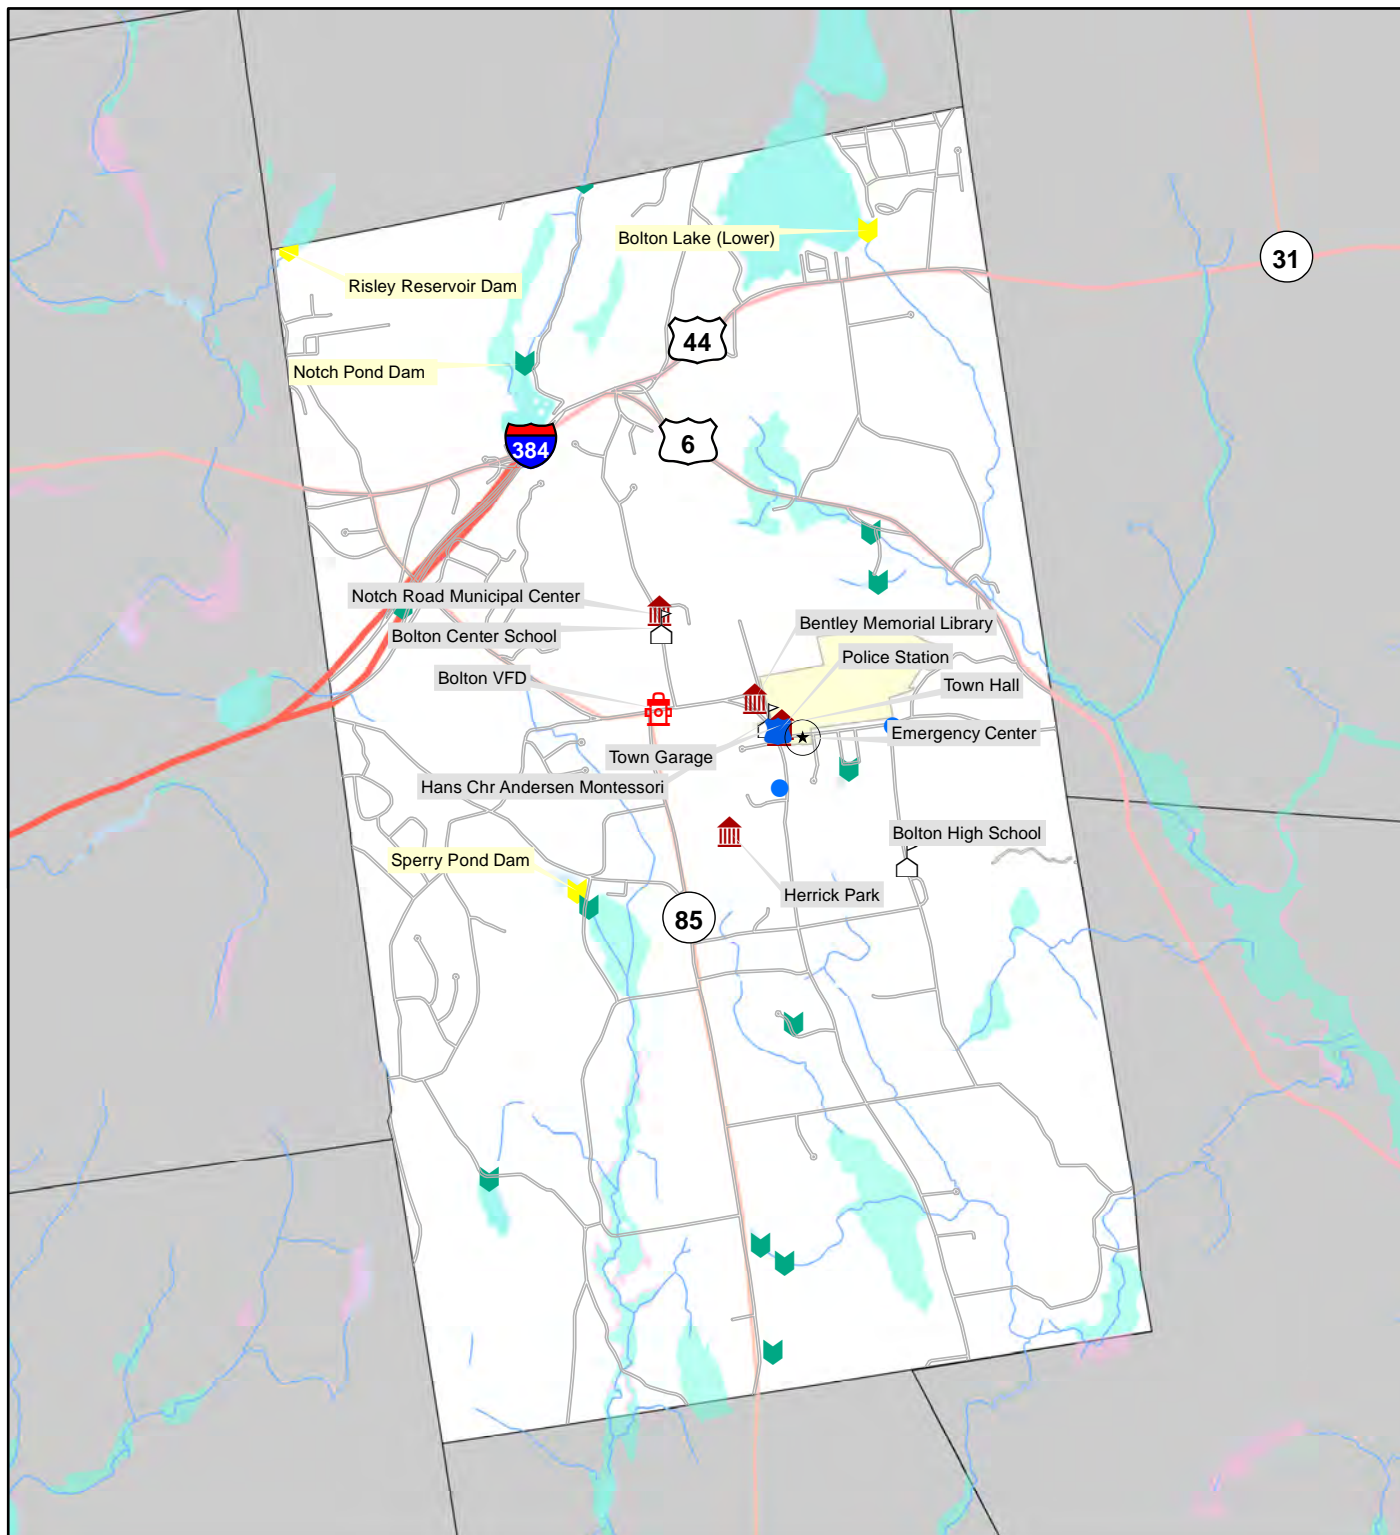 Bolton Lake (Lower)
31
Risley Reservoir Dam
44
Notch Pond Dam
6
384
Notch Road Municipal Center
Bentley Memorial Library
Bolton Center School
Police Station
Bolton VFD
Town Hall
Emergency Center
Town Garage
Hans Chr Andersen Montessori
Bolton High School
Sperry Pond Dam
Herrick Park
85